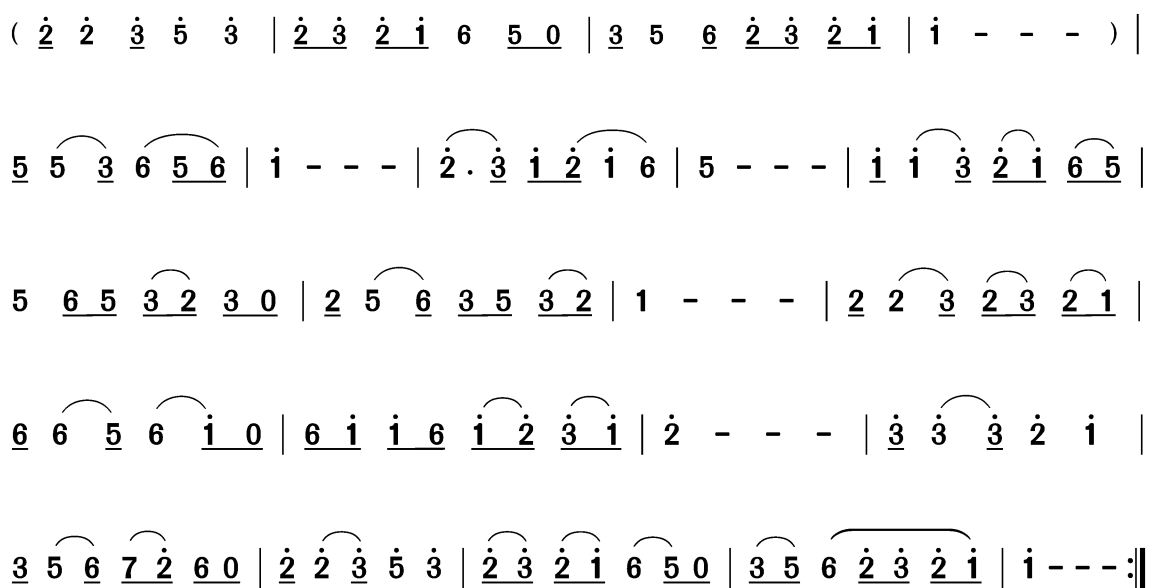 ( 2̇ 2̇ 3̇ 5̇ 3̇ | 2̇ 3̇ 2̇ 1̇ 6 5 0 | 3 5 6 2̇ 3̇ 2̇ 1̇ | 1̇ - - - ) |
5 5 3 6 5 6 | 1̇ - - - | 2̇ . 3̇ 1̇ 2̇ 1̇ 6 | 5 - - - | 1̇ 1̇ 3̇ 2̇ 1̇ 6 5 |
5 6 5 3 2 3 0 | 2 5 6 3 5 3 2 | 1 - - - | 2 2 3 2 3 2 1 |
6 6 5 6 1̇ 0 | 6 1̇ 1̇ 6 1̇ 2̇ 3̇ 1̇ | 2̇ - - - | 3̇ 3̇ 3̇ 2̇ 1̇ |
3 5 6 7 2̇ 6 0 | 2̇ 2̇ 3̇ 5̇ 3̇ | 2̇ 3̇ 2̇ 1̇ 6 5 0 | 3 5 6 2̇ 3̇ 2̇ 1̇ | 1̇ - - - :‖